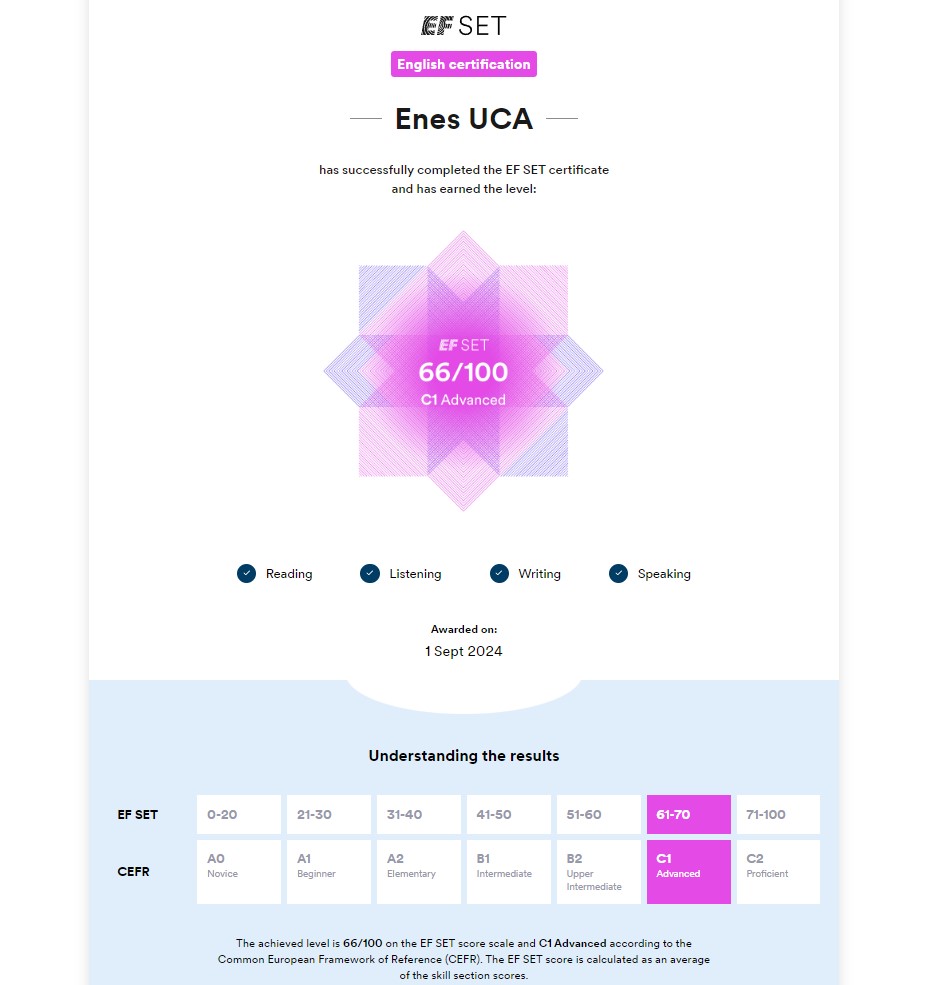 EF SET
English certification
Enes UCA
has successfully completed the EF SET certificate
and has earned the level:
EF SET
66/100
C1 Advanced
Reading Listening Writing Speaking
Awarded on:
1 Sept 2024
Understanding the results
EF SET 0-20 21-30 31-40 41-50 51-60 61-70 71-100
CEFR
A0 A1 A2 B1 B2 C1 C2
Novice Beginner Elementary Intermediate Upper Advanced Proficient
Intermediate
The achieved level is 66/100 on the EF SET score scale and C1 Advanced according to the
Common European Framework of Reference (CEFR). The EF SET score is calculated as an average
of the skill section scores.